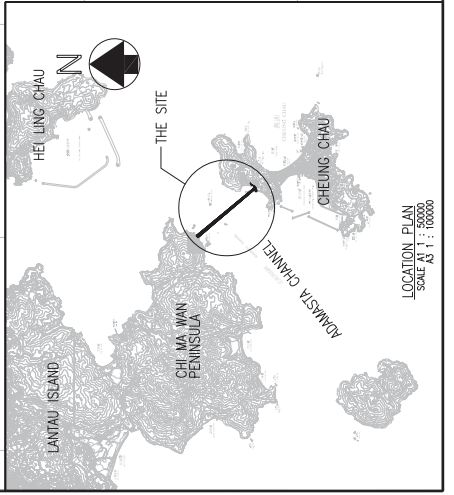 HEI LING CHAU
N
THE SITE
CHEUNG CHAU
LANTAU ISLAND
CHI MA WAN
PENINSULA
ADAMASTA CHANNEL
LOCATION PLAN
SCALE A1 1 : 50000
A3 1 : 100000